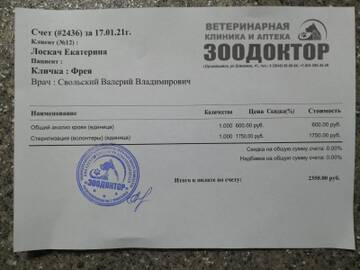 Счет (#2436) за 17.01.21г.
Клиент (№12) :
Лоскач Екатерина
Пациент :
Кличка : Фрея
Врач : Свольский Валерий Владимирович
ВЕТЕРИНАРНАЯ
КЛИНИКА И АПТЕКА
ЗООДОКТОР
Наименование Количество Цена Скидка(%) Стоимость
Общий анализ крови (единица) 1.000 600.00 руб. 600.00 руб.
Стерилизация (волонтеры) (единица) 1.000 1750.00 руб. 1750.00 руб.
Скидка на общую сумму счета: 0.00%
Надбавка на общую сумму счета: 0.00%
Итого к оплате по счету: 2350.00 руб.
«ЗООДОКТОР»